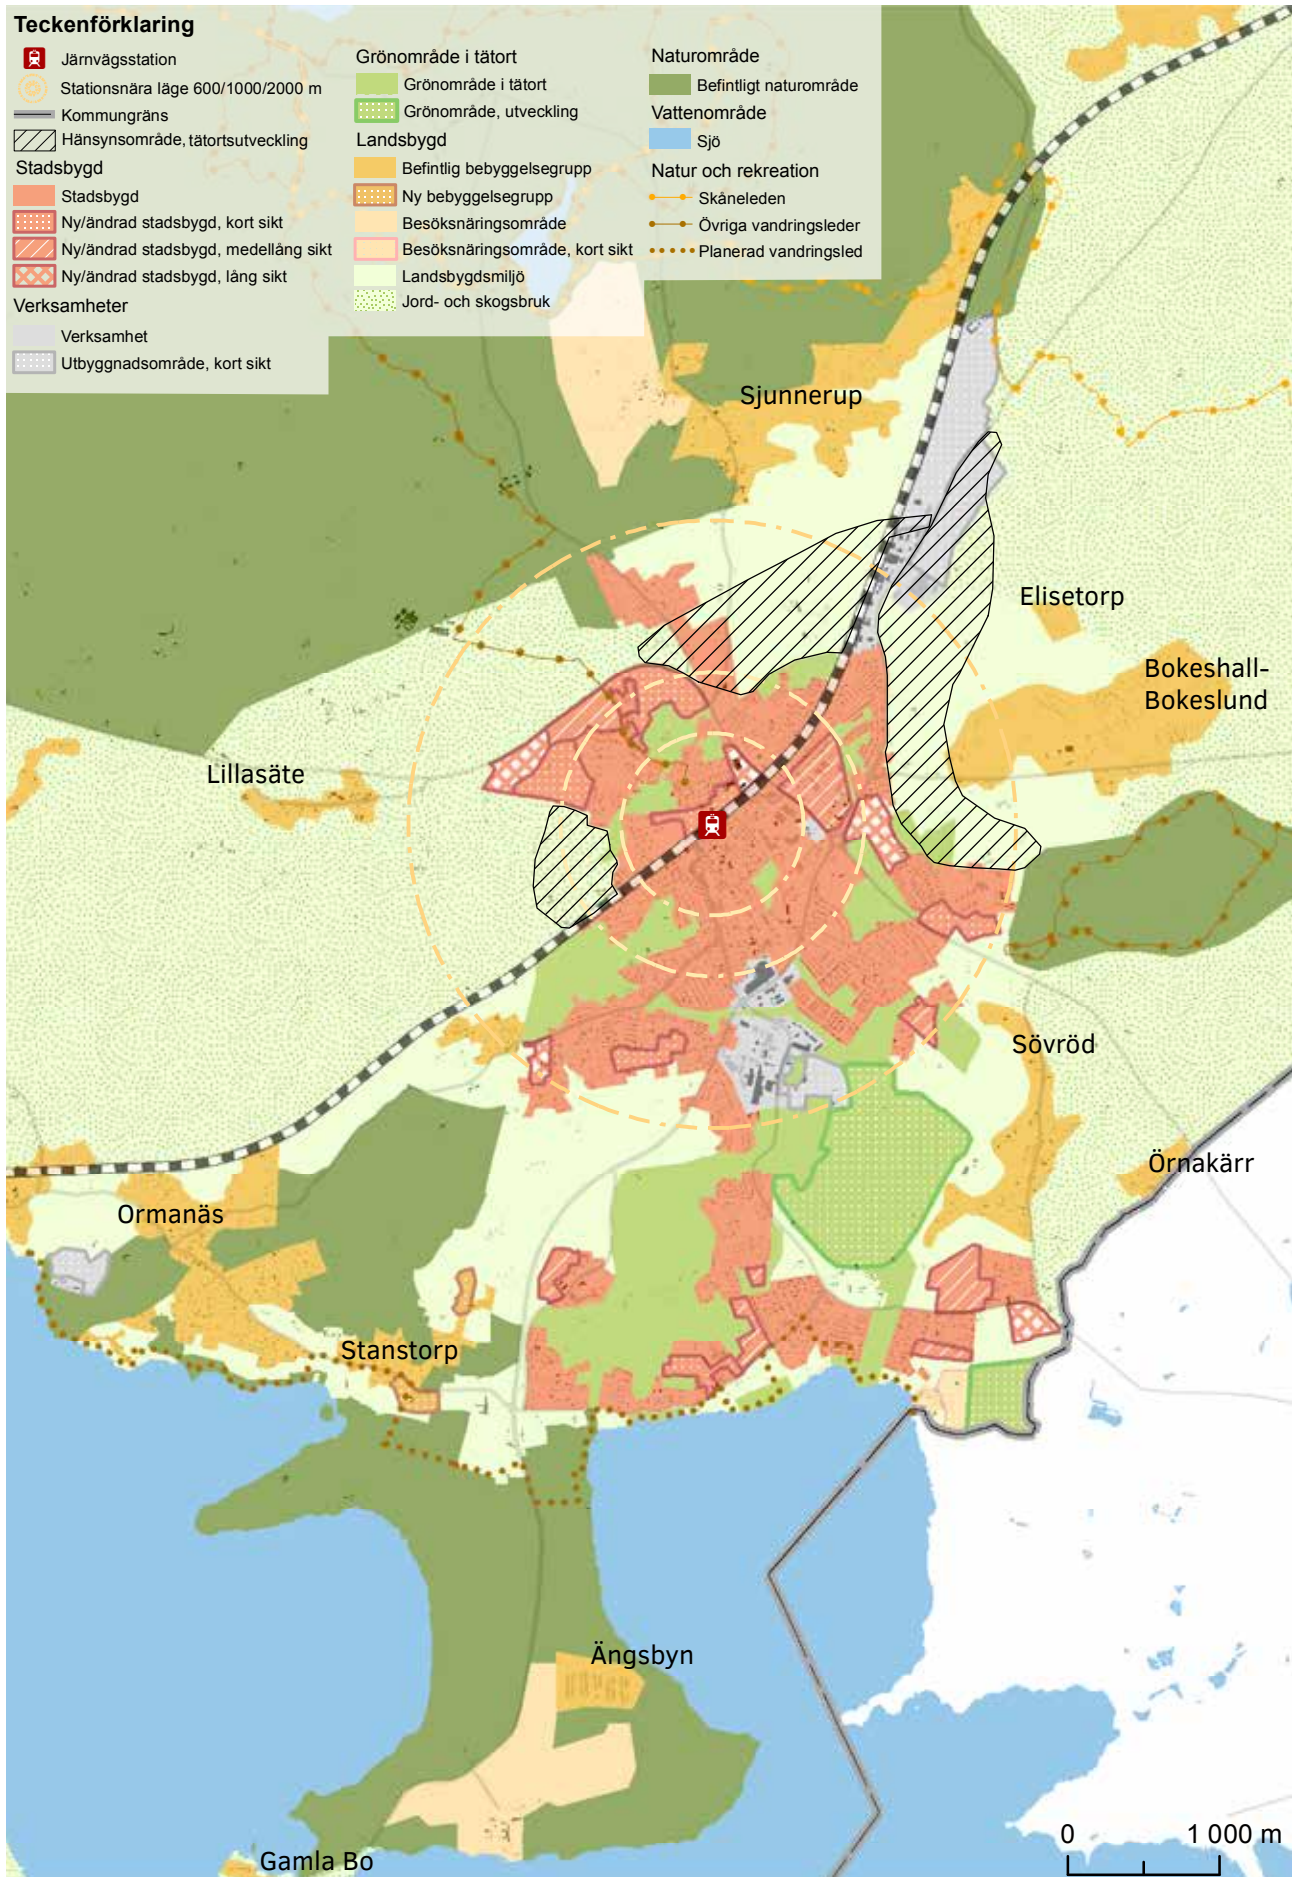 Teckenförklaring
Järnvägsstation
Stationsnära läge 600/1000/2000 m
Kommungräns
Hänsynsområde, tätortsutveckling
Stadsbygd
Stadsbygd
Ny/ändrad stadsbygd, kort sikt
Ny/ändrad stadsbygd, medellång sikt
Ny/ändrad stadsbygd, lång sikt
Verksamheter
Verksamhet
Utbyggnadsområde, kort sikt
Grönområde i tätort
Grönområde i tätort
Grönområde, utveckling
Landsbygd
Befintlig bebyggelsegrupp
Ny bebyggelsegrupp
Besöksnäringsområde
Besöksnäringsområde, kort sikt
Landsbygdsmiljö
Jord- och skogsbruk
Naturområde
Befintligt naturområde
Vattenområde
Sjö
Natur och rekreation
Skåneleden
Övriga vandringsleder
Planerad vandringsled
Sjunnerup
Elisetorp
Bokeshall-
Bokeslund
Lillasäte
Sövröd
Örnakärr
Ormanäs
Stanstorp
Ängsbyn
Gamla Bo
0 1 000 m